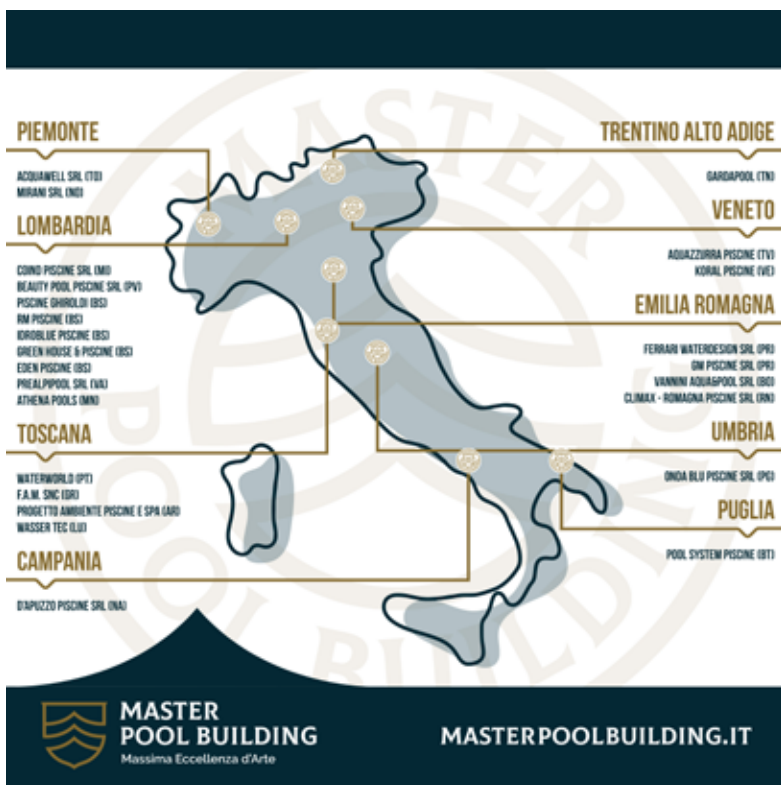 PIEMONTE
ACQUAWELL SRL (TO)
MIRANI SRL (NO)
LOMBARDIA
COINO PISCINE SRL (MI)
BEAUTY POOL PISCINE SRL (PV)
PISCINE GHIROLDI (BS)
RM PISCINE (BS)
IDROBLUE PISCINE (BS)
GREEN HOUSE & PISCINE (BS)
EDEN PISCINE (BS)
PREALPIPOOL SRL (VA)
ATHENA POOLS (MN)
TOSCANA
WATERWORLD (PT)
F.A.M. SNC (GR)
PROGETTO AMBIENTE PISCINE E SPA (AR)
WASSER TEC (LU)
CAMPANIA
D'APUZZO PISCINE SRL (NA)
TRENTINO ALTO ADIGE
GARDAPOOL (TN)
VENETO
AQUAZZURRA PISCINE (TV)
KORAL PISCINE (VE)
EMILIA ROMAGNA
FERRARI WATERDESIGN SRL (PR)
GM PISCINE SRL (PR)
VANNINI AQUA&POOL SRL (BO)
CLIMAX - ROMAGNA PISCINE SRL (RN)
UMBRIA
ONDA BLU PISCINE SRL (PG)
PUGLIA
POOL SYSTEM PISCINE (BT)
MASTER
POOL BUILDING
MASTER
POOL BUILDING
Massima Eccellenza d'Arte
MASTERPOOLBUILDING.IT